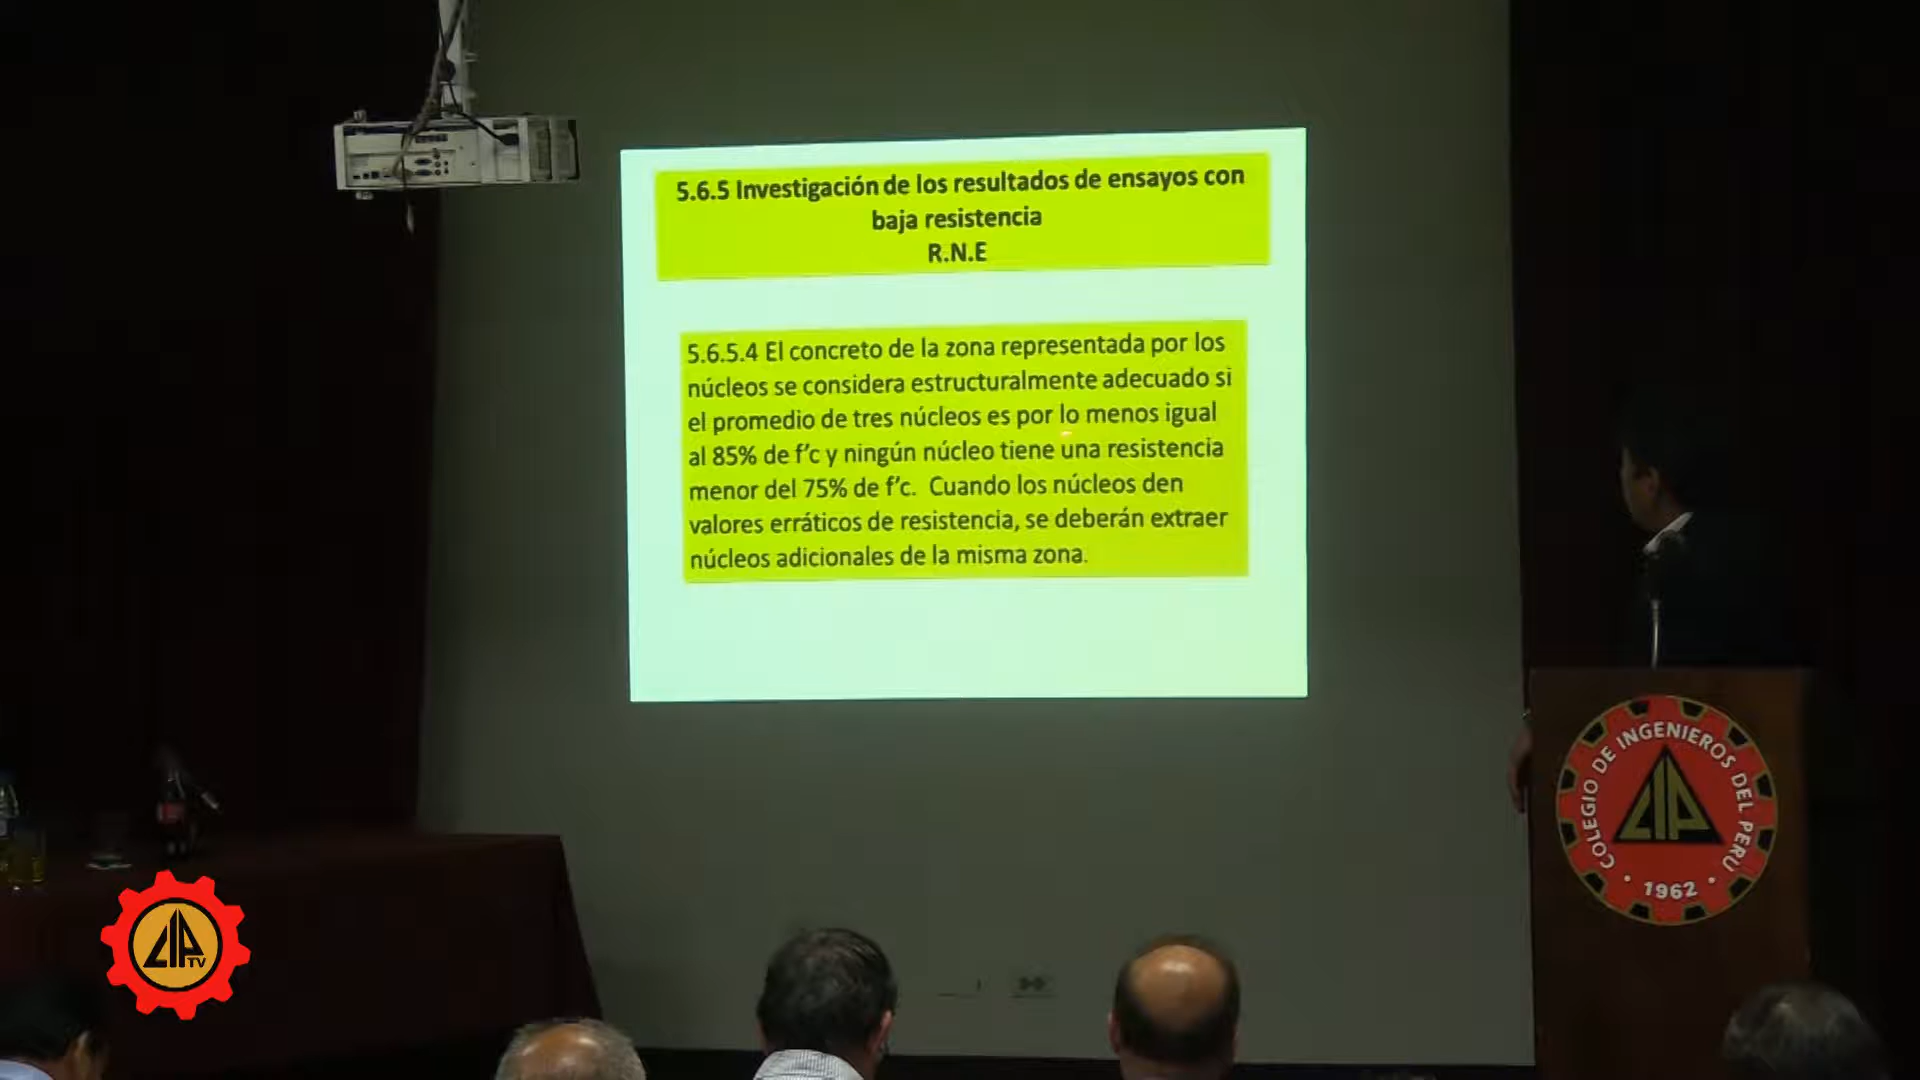 5.6.5 Investigación de los resultados de ensayos con
baja resistencia
R.N.E
5.6.5.4 El concreto de la zona representada por los
núcleos se considera estructuralmente adecuado si
el promedio de tres núcleos es por lo menos igual
al 85% de f'c y ningún núcleo tiene una resistencia
menor del 75% de f'c. Cuando los núcleos den
valores erráticos de resistencia, se deberán extraer
núcleos adicionales de la misma zona.
COLEGIO DE INGENIEROS DEL PERU
CIP
• 1962 •
CIP
TV